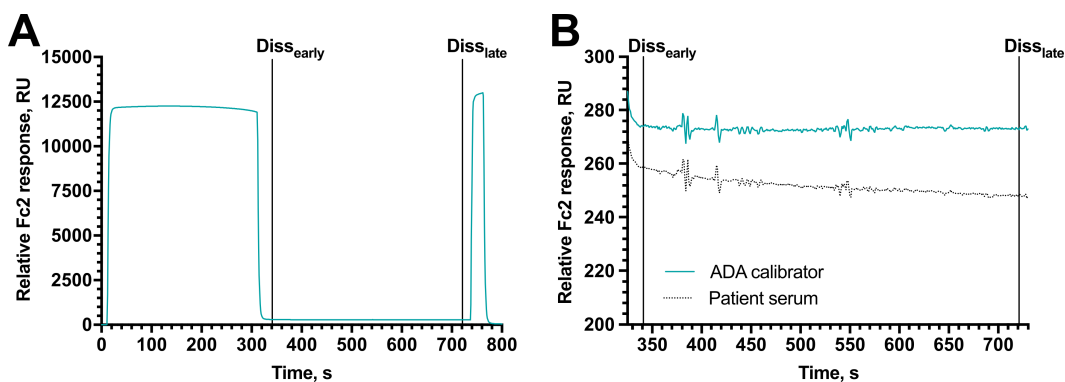 A
Diss early
Diss late
15000
12500
10000
7500
5000
2500
0
Relative Fc2 response, RU
0 100 200 300 400 500 600 700 800
Time, s
B
Diss early
Diss late
300
280
260
240
220
200
Relative Fc2 response, RU
ADA calibrator
Patient serum
350 400 450 500 550 600 650 700
Time, s